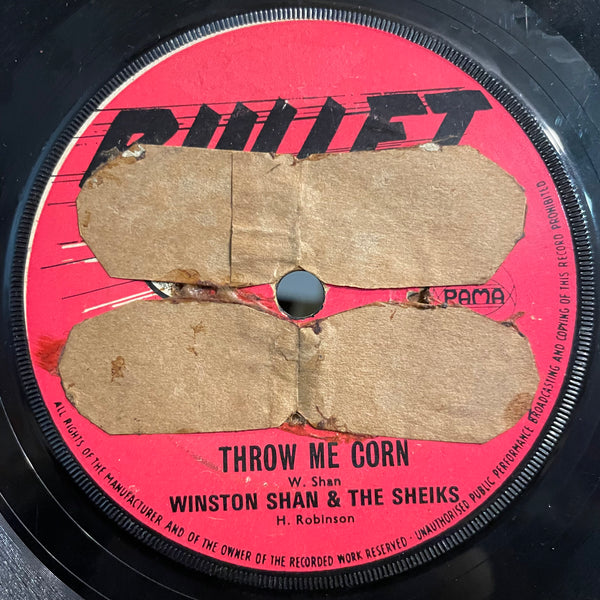 BULLET
PAMA
THROW ME CORN
W. Shan
WINSTON SHAN & THE SHEIKS
H. Robinson
ALL RIGHTS OF THE MANUFACTURER AND OF THE OWNER OF THE RECORDED WORK RESERVED · UNAUTHORISED PUBLIC PERFORMANCE BROADCASTING AND COPYING OF THIS RECORD PROHIBITED